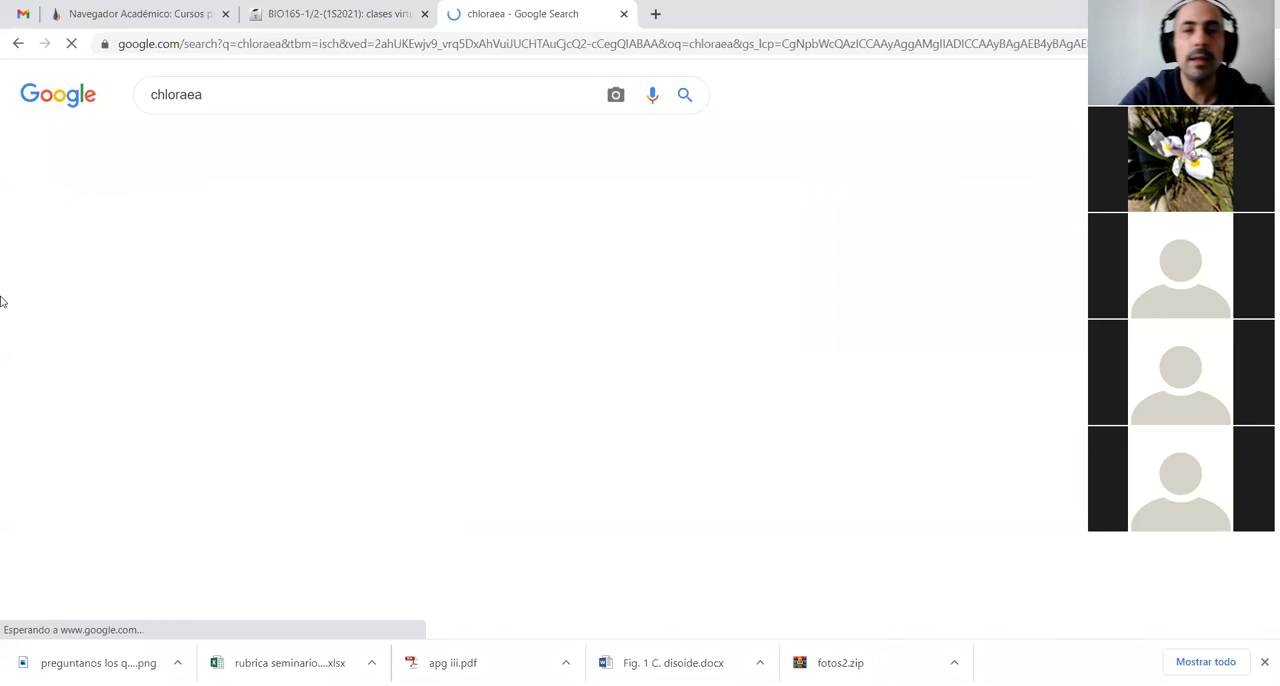 Navegador Académico: Cursos p
BIO165-1/2-(1S2021): clases virtu
chloraea - Google Search
google.com/search?q=chloraea&tbm=isch&ved=2ahUKEwjv9_vrq5DxAhVuiJUCHTAuCjcQ2-cCegQIABAA&oq=chloraea&gs_lcp=CgNpbWcQAzICCAAyAggAMgIIADICCAAyBAgAEB4yBAgAE
Google
chloraea
Esperando a www.google.com...
preguntanos los q....png
rubrica seminario....xlsx
apg iii.pdf
Fig. 1 C. disoide.docx
fotos2.zip
Mostrar todo